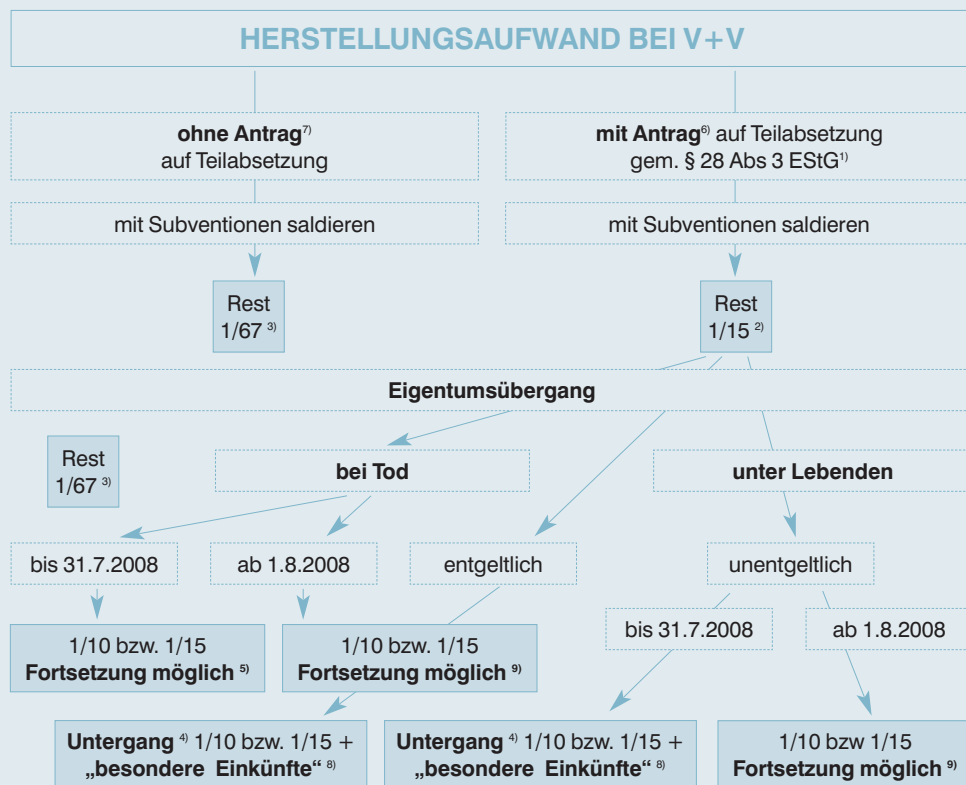 HERSTELLUNGSAUFWAND BEI V+V
ohne Antrag⁷⁾
auf Teilabsetzung
mit Antrag⁶⁾ auf Teilabsetzung
gem. § 28 Abs 3 EStG¹⁾
mit Subventionen saldieren
mit Subventionen saldieren
Rest
1/67 ³⁾
Rest
1/15 ²⁾
Eigentumsübergang
Rest
1/67 ³⁾
bei Tod
unter Lebenden
bis 31.7.2008
ab 1.8.2008
entgeltlich
unentgeltlich
bis 31.7.2008
ab 1.8.2008
1/10 bzw. 1/15
Fortsetzung möglich ⁵⁾
1/10 bzw. 1/15
Fortsetzung möglich ⁹⁾
Untergang ⁴⁾ 1/10 bzw. 1/15 +
„besondere Einkünfte“ ⁸⁾
Untergang ⁴⁾ 1/10 bzw. 1/15 +
„besondere Einkünfte“ ⁸⁾
1/10 bzw 1/15
Fortsetzung möglich ⁹⁾